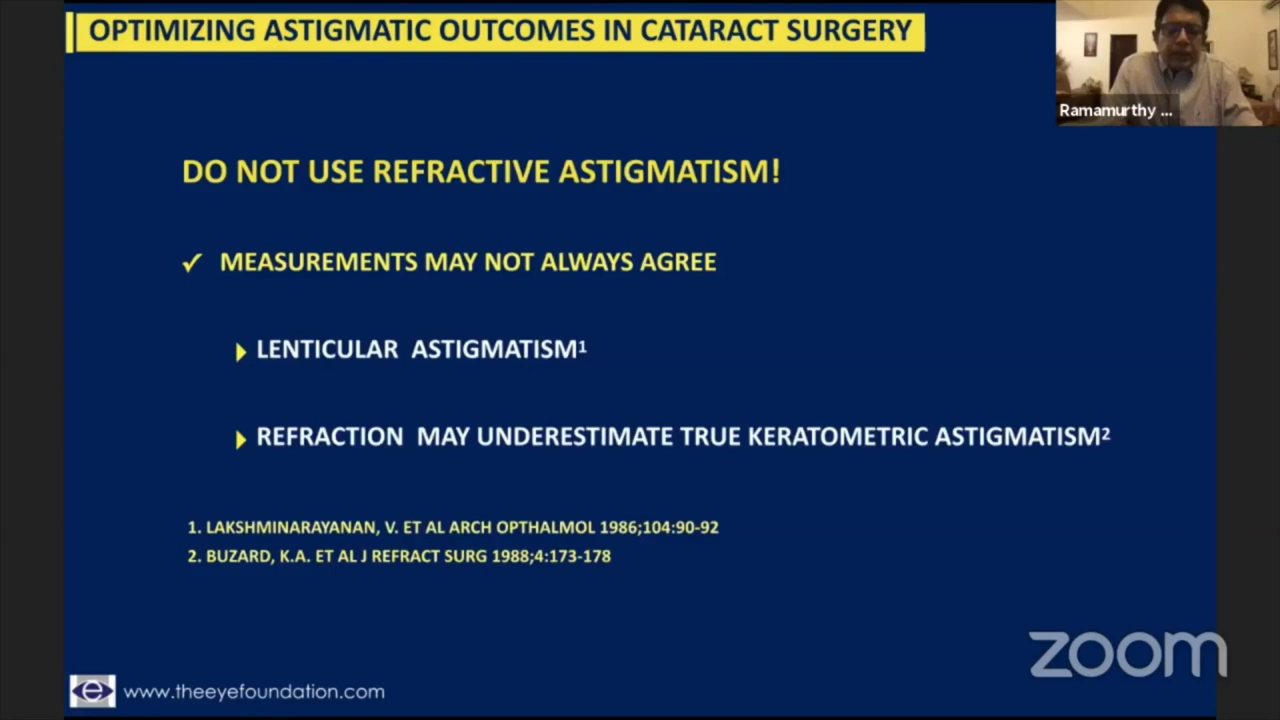 OPTIMIZING ASTIGMATIC OUTCOMES IN CATARACT SURGERY
Ramamurthy ...
DO NOT USE REFRACTIVE ASTIGMATISM!
✓ MEASUREMENTS MAY NOT ALWAYS AGREE
LENTICULAR ASTIGMATISM¹
REFRACTION MAY UNDERESTIMATE TRUE KERATOMETRIC ASTIGMATISM²
1. LAKSHMINARAYANAN, V. ET AL ARCH OPTHALMOL 1986;104:90-92
2. BUZARD, K.A. ET AL J REFRACT SURG 1988;4:173-178
zoom
e www.theeyefoundation.com